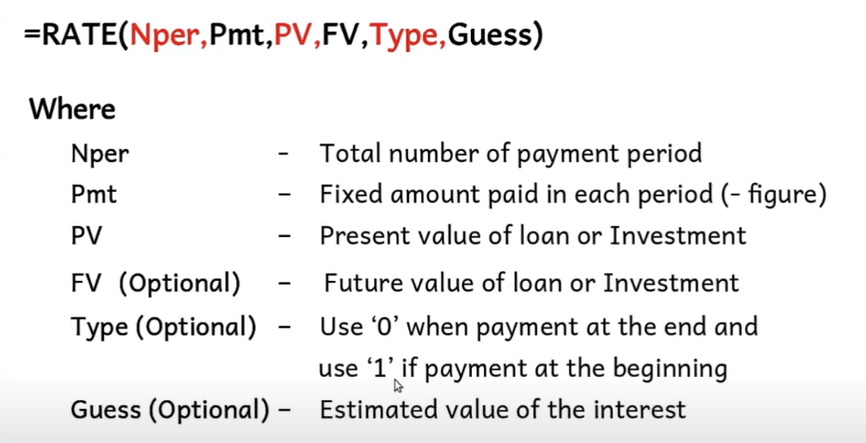 =RATE(Nper,Pmt,PV,FV,Type,Guess)
Where
Nper - Total number of payment period
Pmt - Fixed amount paid in each period (- figure)
PV - Present value of loan or Investment
FV (Optional) - Future value of loan or Investment
Type (Optional) - Use ‘0’ when payment at the end and
use ‘1’ if payment at the beginning
Guess (Optional) - Estimated value of the interest